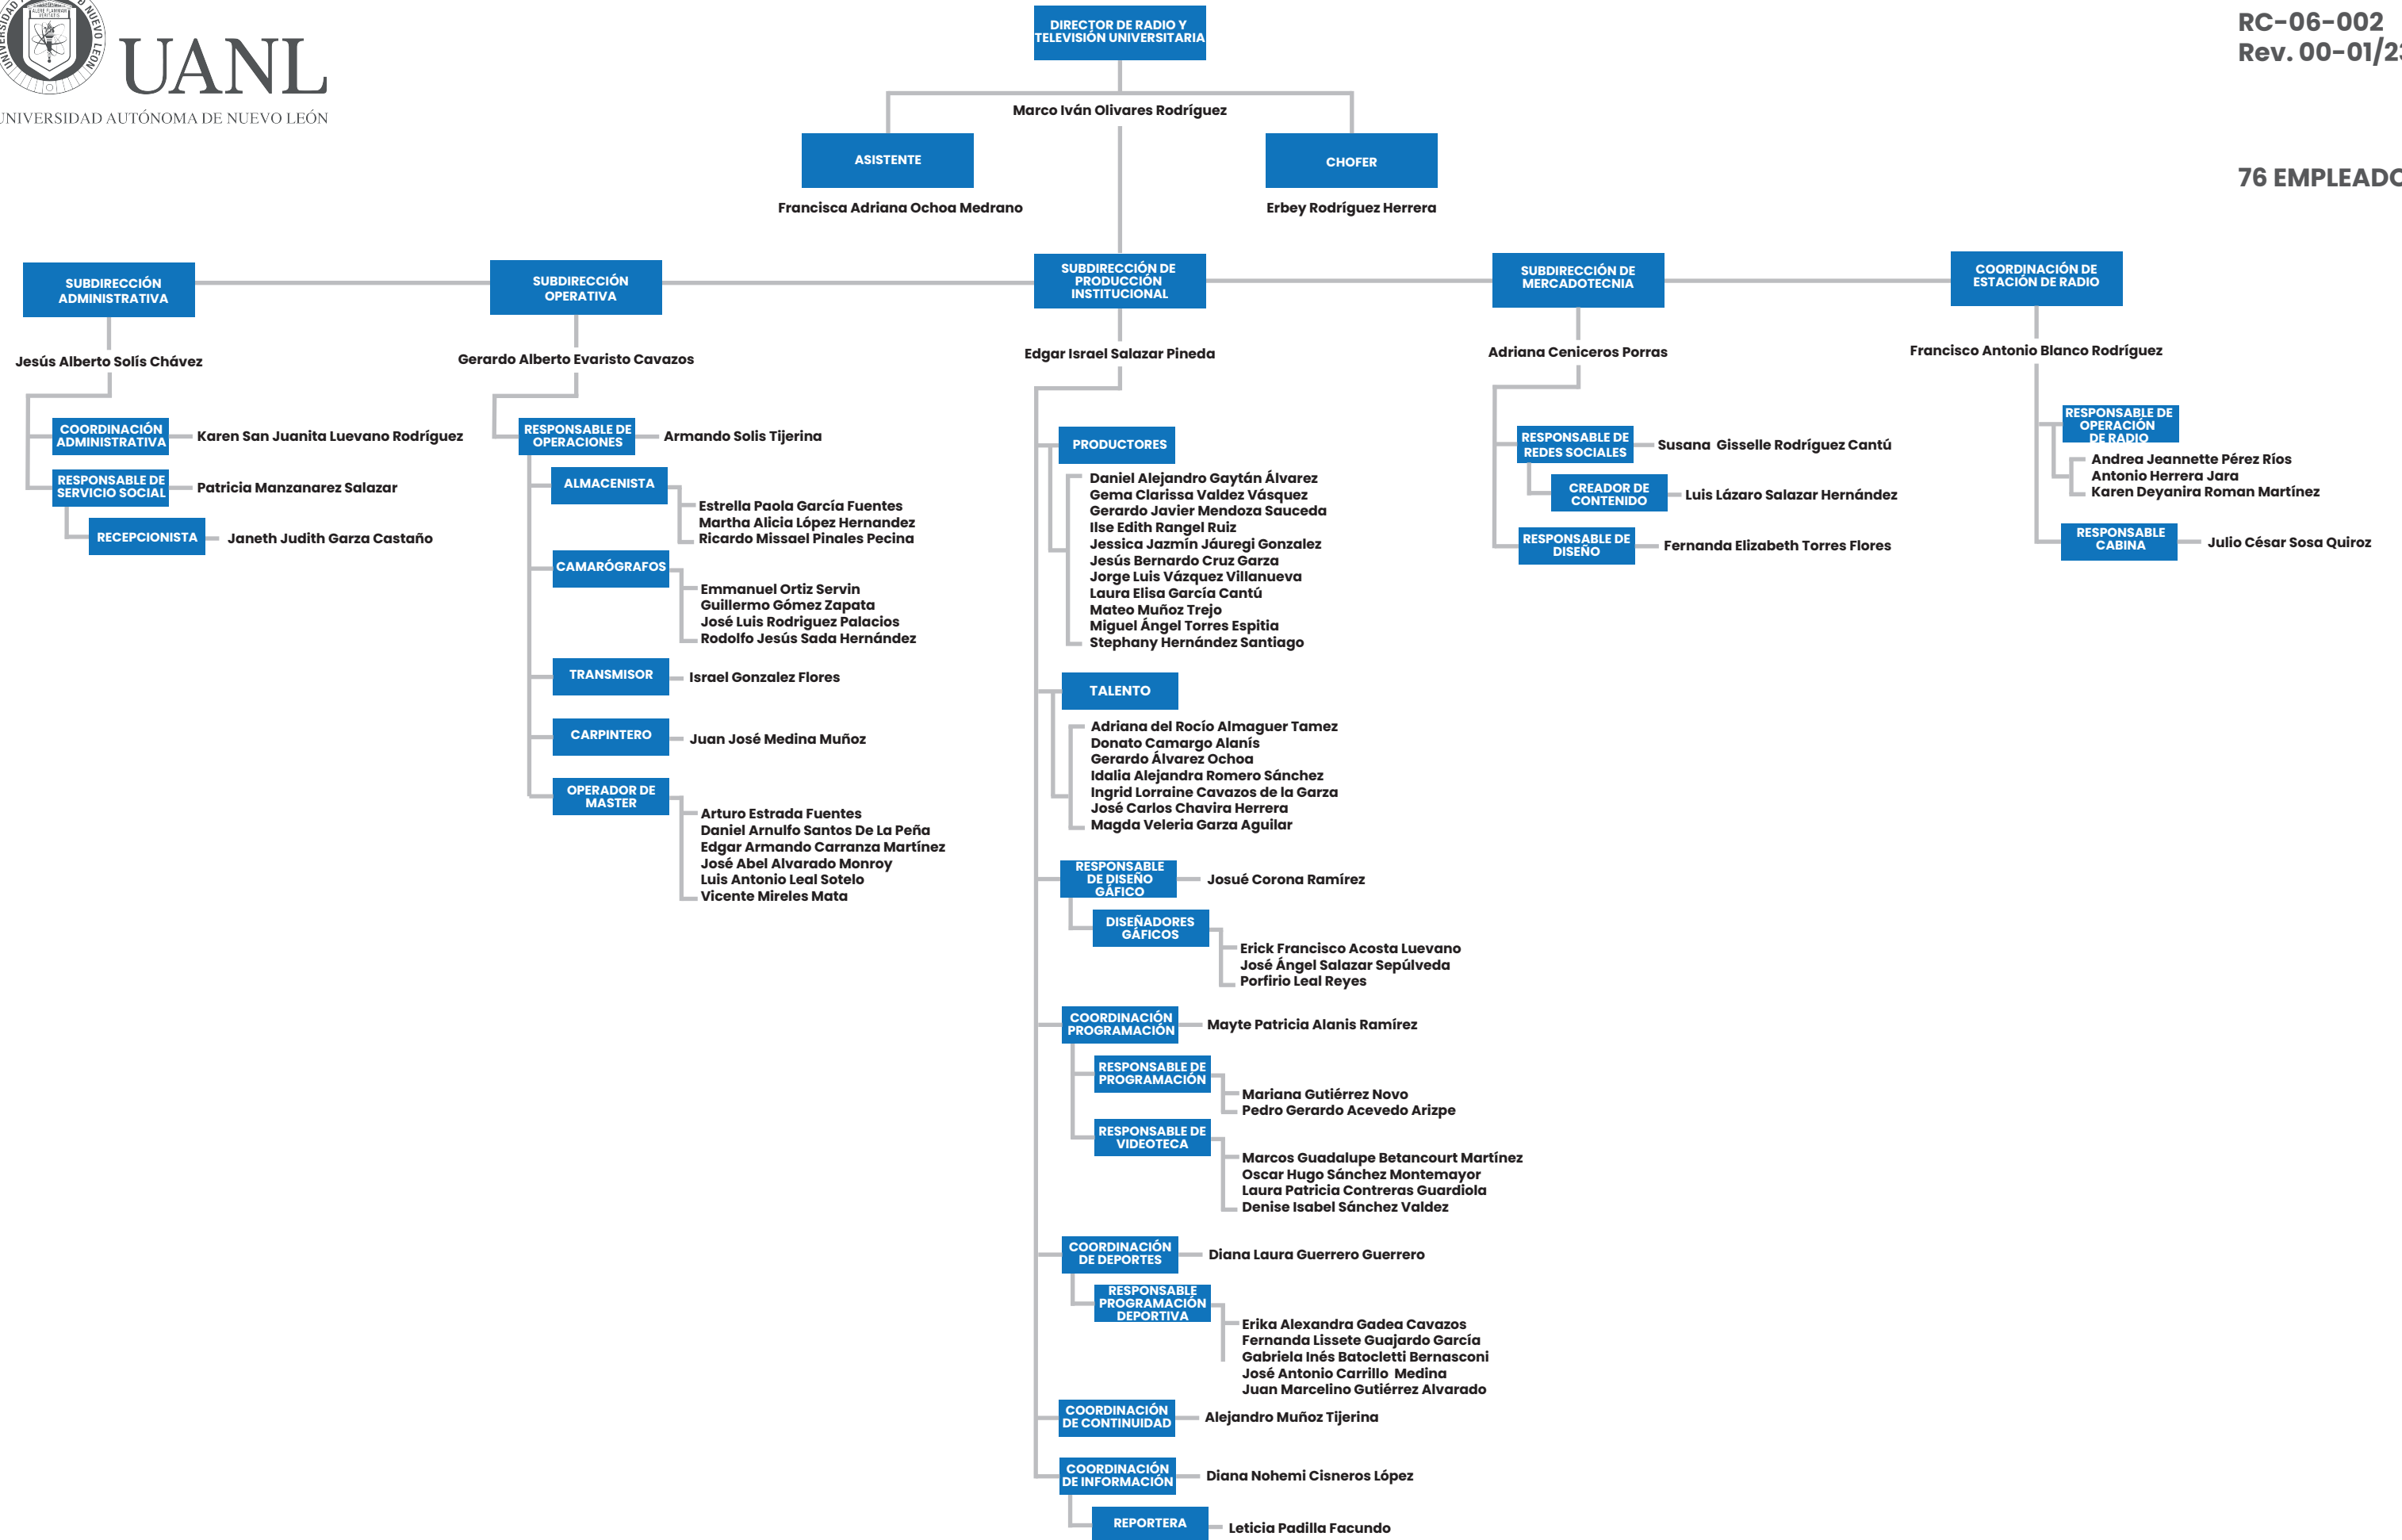 UANL
UNIVERSIDAD AUTÓNOMA DE NUEVO LEÓN
RC-06-002
Rev. 00-01/23
76 EMPLEADO
DIRECTOR DE RADIO Y
TELEVISIÓN UNIVERSITARIA
Marco Iván Olivares Rodríguez
ASISTENTE
Francisca Adriana Ochoa Medrano
CHOFER
Erbey Rodríguez Herrera
SUBDIRECCIÓN
ADMINISTRATIVA
Jesús Alberto Solís Chávez
COORDINACIÓN
ADMINISTRATIVA
Karen San Juanita Luevano Rodríguez
RESPONSABLE DE
SERVICIO SOCIAL
Patricia Manzanarez Salazar
RECEPCIONISTA
Janeth Judith Garza Castaño
SUBDIRECCIÓN
OPERATIVA
Gerardo Alberto Evaristo Cavazos
RESPONSABLE DE
OPERACIONES
Armando Solis Tijerina
ALMACENISTA
Estrella Paola García Fuentes
Martha Alicia López Hernandez
Ricardo Missael Pinales Pecina
CAMARÓGRAFOS
Emmanuel Ortiz Servin
Guillermo Gómez Zapata
José Luis Rodriguez Palacios
Rodolfo Jesús Sada Hernández
TRANSMISOR
Israel Gonzalez Flores
CARPINTERO
Juan José Medina Muñoz
OPERADOR DE
MASTER
Arturo Estrada Fuentes
Daniel Arnulfo Santos De La Peña
Edgar Armando Carranza Martínez
José Abel Alvarado Monroy
Luis Antonio Leal Sotelo
Vicente Mireles Mata
SUBDIRECCIÓN DE
PRODUCCIÓN
INSTITUCIONAL
Edgar Israel Salazar Pineda
PRODUCTORES
Daniel Alejandro Gaytán Álvarez
Gema Clarissa Valdez Vásquez
Gerardo Javier Mendoza Sauceda
Ilse Edith Rangel Ruiz
Jessica Jazmín Jáuregi Gonzalez
Jesús Bernardo Cruz Garza
Jorge Luis Vázquez Villanueva
Laura Elisa García Cantú
Mateo Muñoz Trejo
Miguel Ángel Torres Espitia
Stephany Hernández Santiago
TALENTO
Adriana del Rocío Almaguer Tamez
Donato Camargo Alanís
Gerardo Álvarez Ochoa
Idalia Alejandra Romero Sánchez
Ingrid Lorraine Cavazos de la Garza
José Carlos Chavira Herrera
Magda Veleria Garza Aguilar
RESPONSABLE
DE DISEÑO
GÁFICO
Josué Corona Ramírez
DISEÑADORES
GÁFICOS
Erick Francisco Acosta Luevano
José Ángel Salazar Sepúlveda
Porfirio Leal Reyes
COORDINACIÓN
PROGRAMACIÓN
Mayte Patricia Alanis Ramírez
RESPONSABLE DE
PROGRAMACIÓN
Mariana Gutiérrez Novo
Pedro Gerardo Acevedo Arizpe
RESPONSABLE DE
VIDEOTECA
Marcos Guadalupe Betancourt Martínez
Oscar Hugo Sánchez Montemayor
Laura Patricia Contreras Guardiola
Denise Isabel Sánchez Valdez
COORDINACIÓN
DE DEPORTES
Diana Laura Guerrero Guerrero
RESPONSABLE
PROGRAMACIÓN
DEPORTIVA
Erika Alexandra Gadea Cavazos
Fernanda Lissete Guajardo García
Gabriela Inés Batocletti Bernasconi
José Antonio Carrillo Medina
Juan Marcelino Gutiérrez Alvarado
COORDINACIÓN
DE CONTINUIDAD
Alejandro Muñoz Tijerina
COORDINACIÓN
DE INFORMACIÓN
Diana Nohemi Cisneros López
REPORTERA
Leticia Padilla Facundo
SUBDIRECCIÓN DE
MERCADOTECNIA
Adriana Ceniceros Porras
RESPONSABLE DE
REDES SOCIALES
Susana Gisselle Rodríguez Cantú
CREADOR DE
CONTENIDO
Luis Lázaro Salazar Hernández
RESPONSABLE DE
DISEÑO
Fernanda Elizabeth Torres Flores
COORDINACIÓN DE
ESTACIÓN DE RADIO
Francisco Antonio Blanco Rodríguez
RESPONSABLE DE
OPERACIÓN
DE RADIO
Andrea Jeannette Pérez Ríos
Antonio Herrera Jara
Karen Deyanira Roman Martínez
RESPONSABLE
CABINA
Julio César Sosa Quiroz